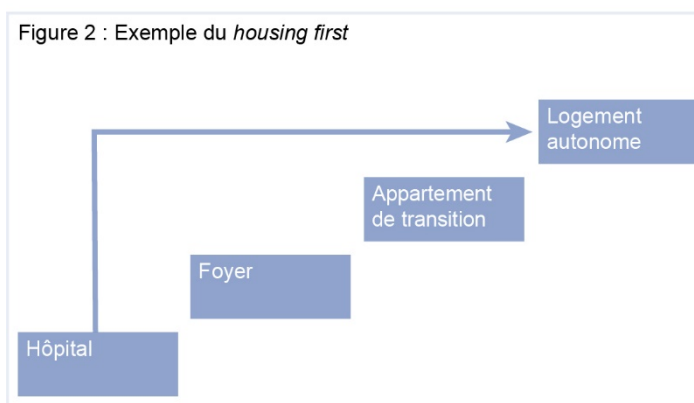 Figure 2 : Exemple du housing first
Logement
autonome
Appartement
de transition
Foyer
Hôpital